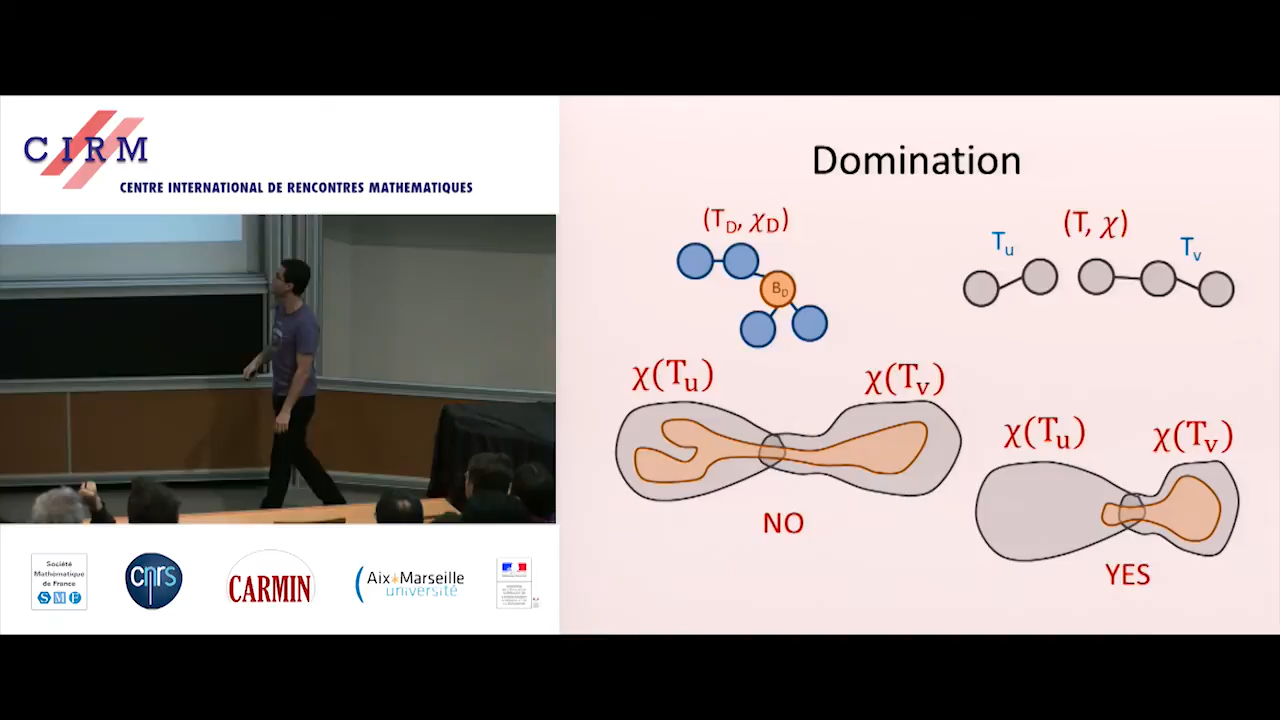 CIRM
CENTRE INTERNATIONAL DE RENCONTRES MATHEMATIQUES
Domination
(T_D, χ_D)
B_D
(T, χ)
T_u
T_v
χ(T_u)
χ(T_v)
NO
χ(T_u)
χ(T_v)
YES
Société
Mathématique
de France
SMF
cnrs
CARMIN
Aix*Marseille
université